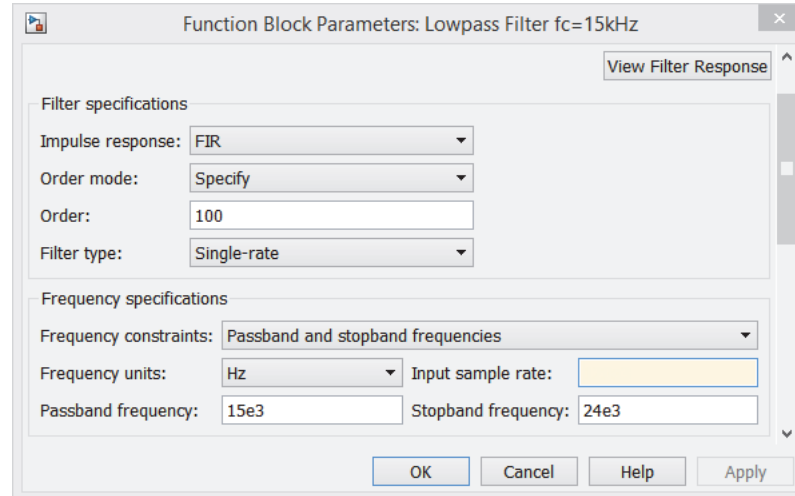 Function Block Parameters: Lowpass Filter fc=15kHz
View Filter Response
Filter specifications
Impulse response: FIR
Order mode: Specify
Order: 100
Filter type: Single-rate
Frequency specifications
Frequency constraints: Passband and stopband frequencies
Frequency units: Hz Input sample rate:
Passband frequency: 15e3 Stopband frequency: 24e3
OK Cancel Help Apply